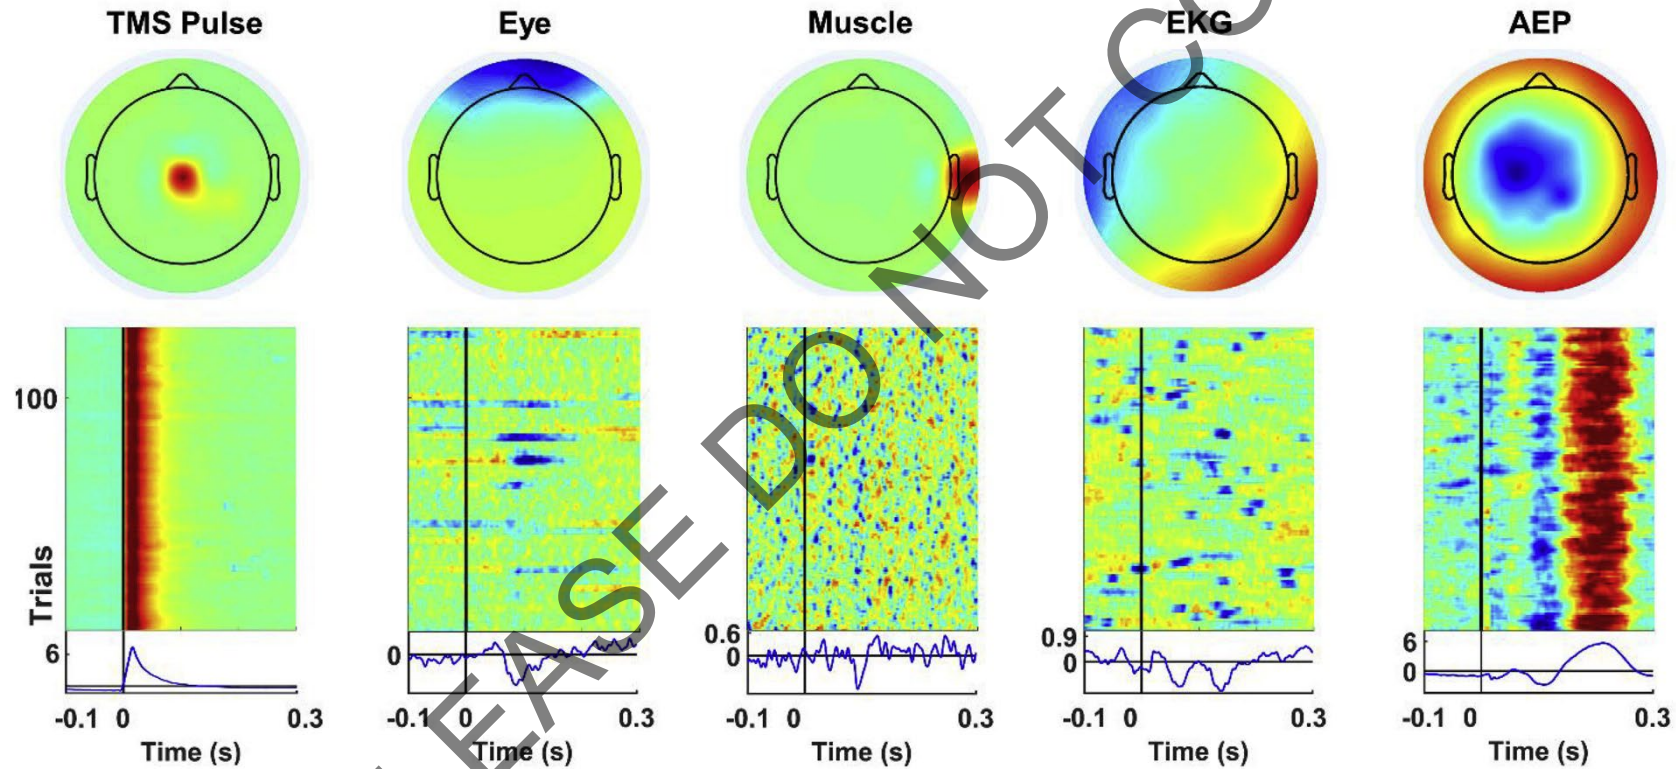 TMS Pulse Eye Muscle EKG AEP
100
Trials
6 0 0.6 0 0.9 0 6 0
-0.1 0 0.3 -0.1 0 0.3 -0.1 0 0.3 -0.1 0 0.3 -0.1 0 0.3
Time (s) Time (s) Time (s) Time (s) Time (s)
EASE DO NOT CO